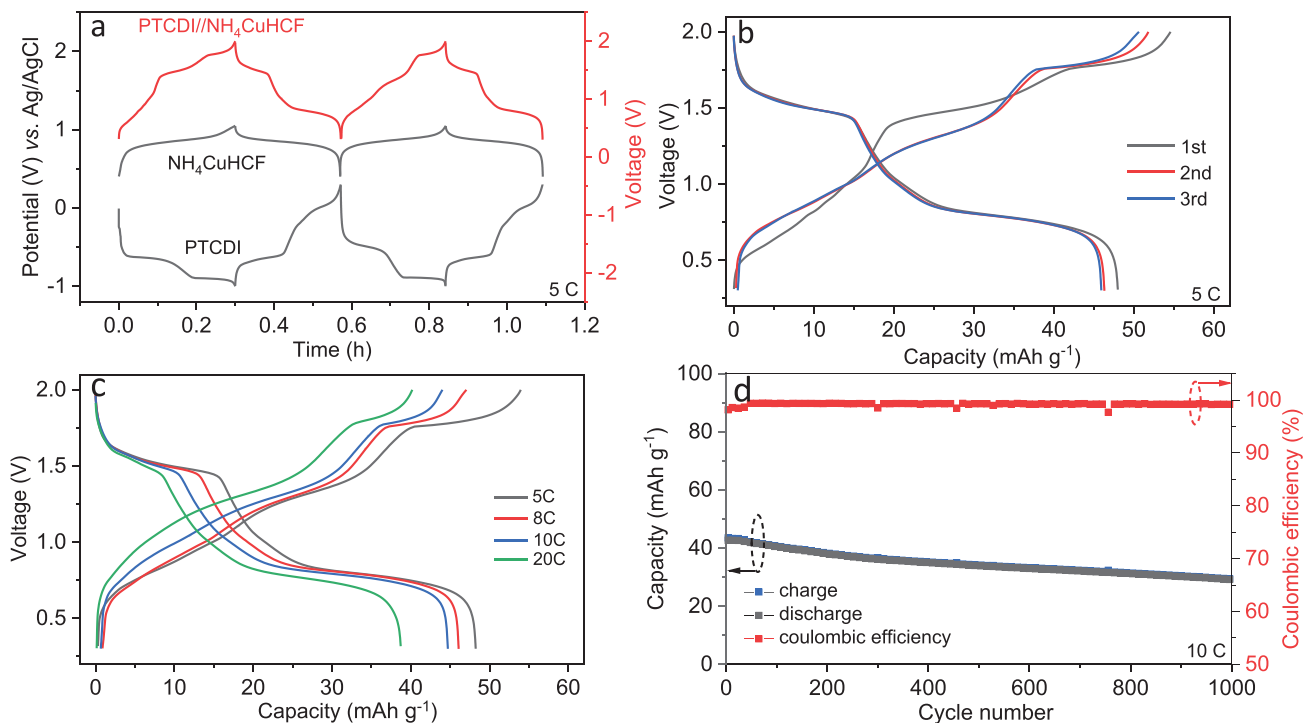 a
PTCDI//NH₄CuHCF
NH₄CuHCF
PTCDI
5 C
Potential (V) vs. Ag/AgCl
2
1
0
-1
Voltage (V)
2
1
0
-1
-2
0.0 0.2 0.4 0.6 0.8 1.0 1.2
Time (h)
b
Voltage (V)
2.0
1.5
1.0
0.5
1st
2nd
3rd
5 C
0 10 20 30 40 50 60
Capacity (mAh g⁻¹)
c
Voltage (V)
2.0
1.5
1.0
0.5
5C
8C
10C
20C
0 10 20 30 40 50 60
Capacity (mAh g⁻¹)
d
Capacity (mAh g⁻¹)
100
80
60
40
20
0
charge
discharge
coulombic efficiency
10 C
Coulombic efficiency (%)
100
90
80
70
60
50
0 200 400 600 800 1000
Cycle number